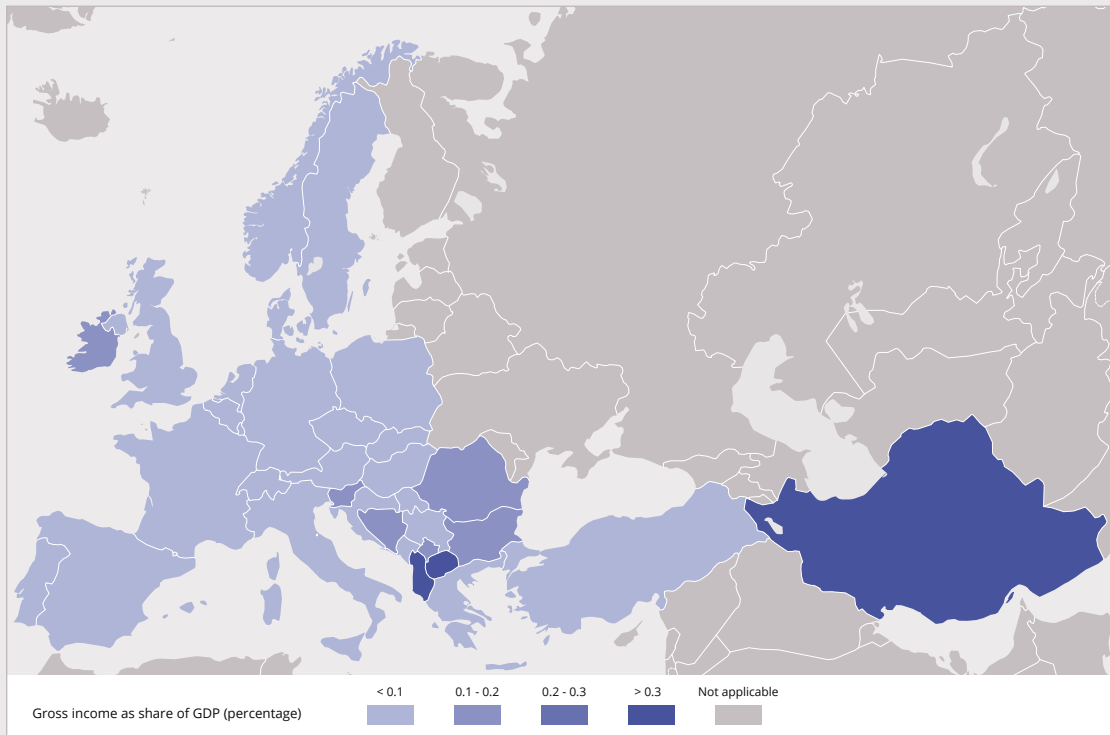 < 0.1 0.1 - 0.2 0.2 - 0.3 > 0.3 Not applicable
Gross income as share of GDP (percentage)